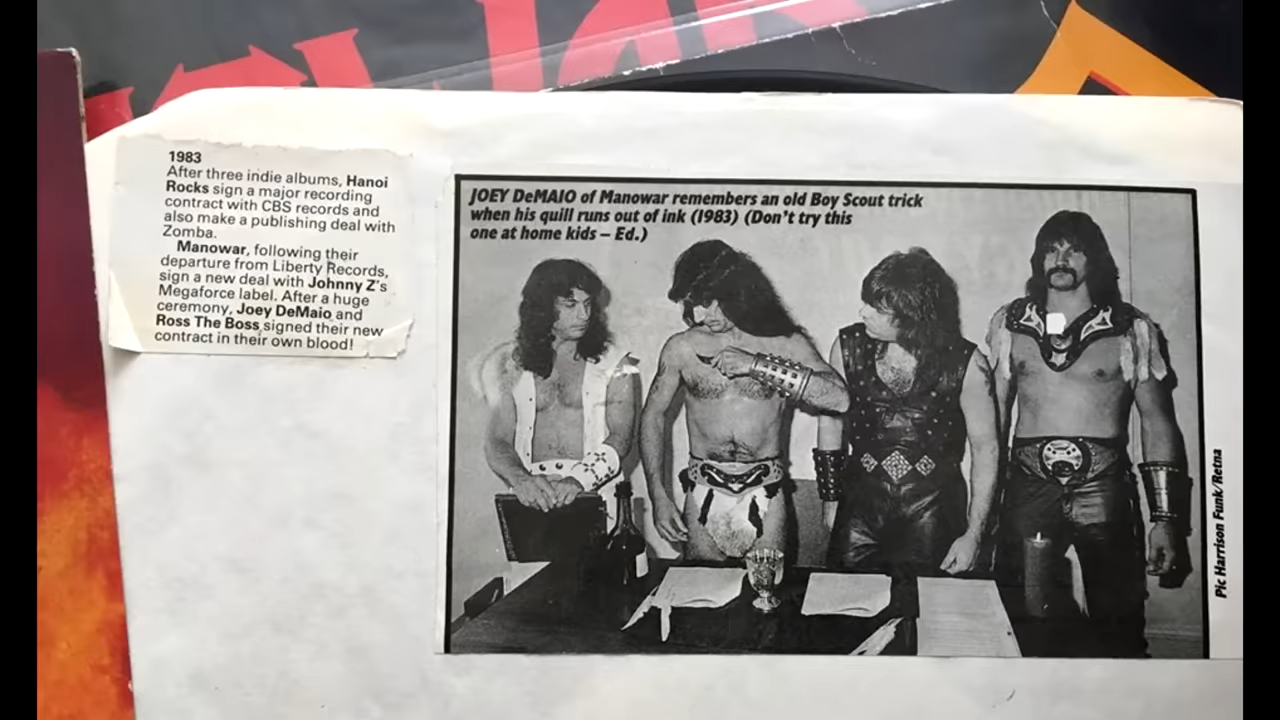 1983
After three indie albums, Hanoi
Rocks sign a major recording
contract with CBS records and
also make a publishing deal with
Zomba.
Manowar, following their
departure from Liberty Records,
sign a new deal with Johnny Z's
Megaforce label. After a huge
ceremony, Joey DeMaio and
Ross The Boss signed their new
contract in their own blood!
JOEY DeMAIO of Manowar remembers an old Boy Scout trick
when his quill runs out of ink (1983) (Don't try this
one at home kids – Ed.)
Pic Harrison Funk/Retna